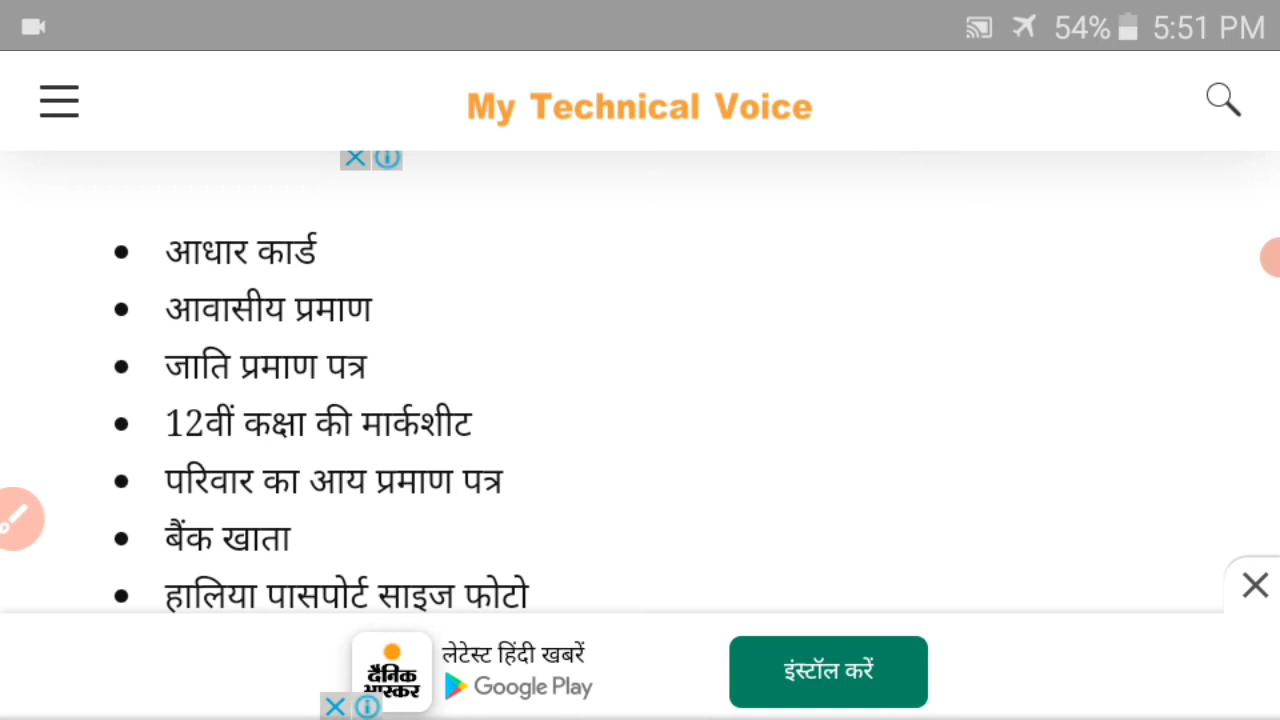 54% 5:51 PM
My Technical Voice
आधार कार्ड
आवासीय प्रमाण
जाति प्रमाण पत्र
12वीं कक्षा की मार्कशीट
परिवार का आय प्रमाण पत्र
बैंक खाता
हालिया पासपोर्ट साइज फोटो
दैनिक भास्कर
लेटेस्ट हिंदी खबरें
Google Play
इंस्टॉल करें